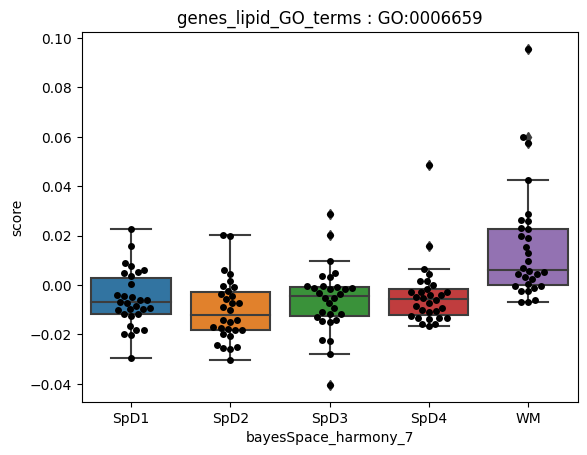 genes_lipid_GO_terms : GO:0006659
0.10
0.08
0.06
0.04
0.02
0.00
−0.02
−0.04
score
SpD1 SpD2 SpD3 SpD4 WM
bayesSpace_harmony_7